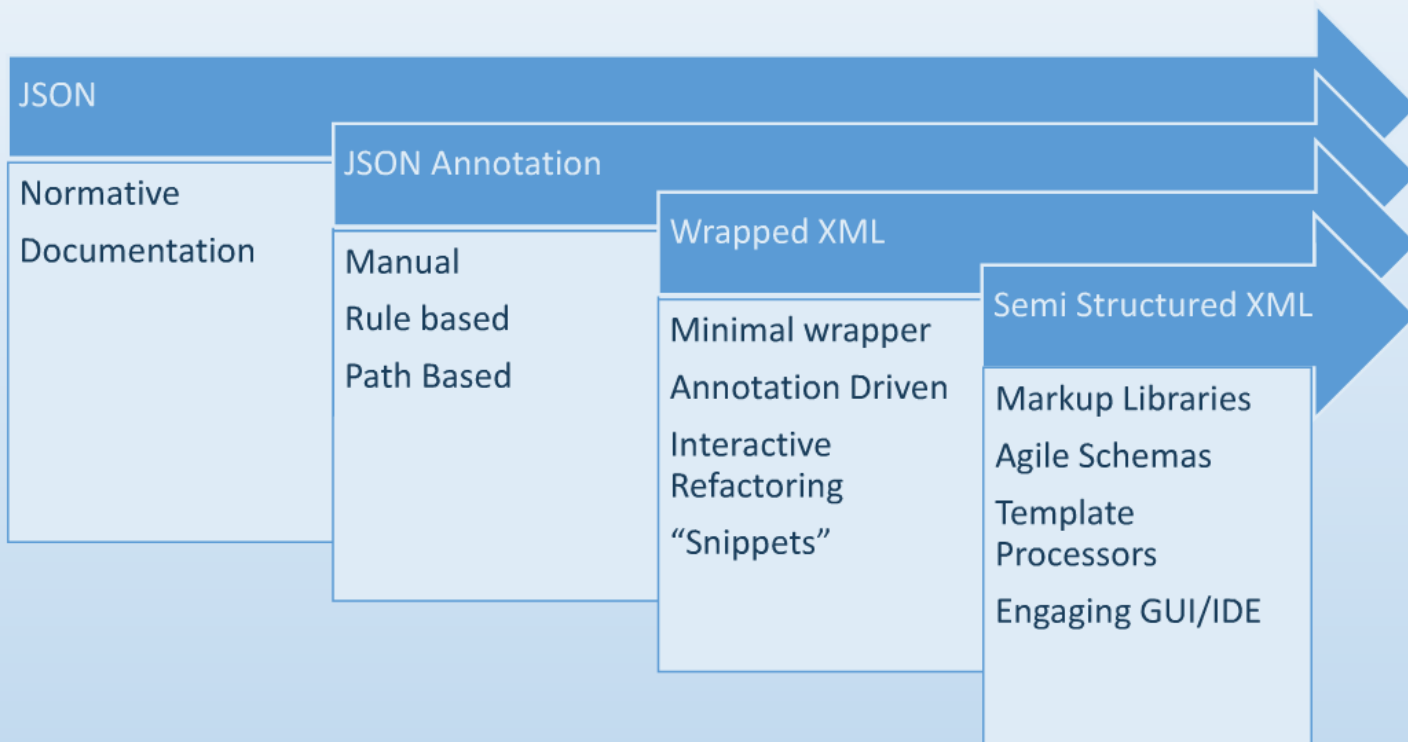 JSON
Normative
Documentation
JSON Annotation
Manual
Rule based
Path Based
Wrapped XML
Minimal wrapper
Annotation Driven
Interactive
Refactoring
“Snippets”
Semi Structured XML
Markup Libraries
Agile Schemas
Template
Processors
Engaging GUI/IDE